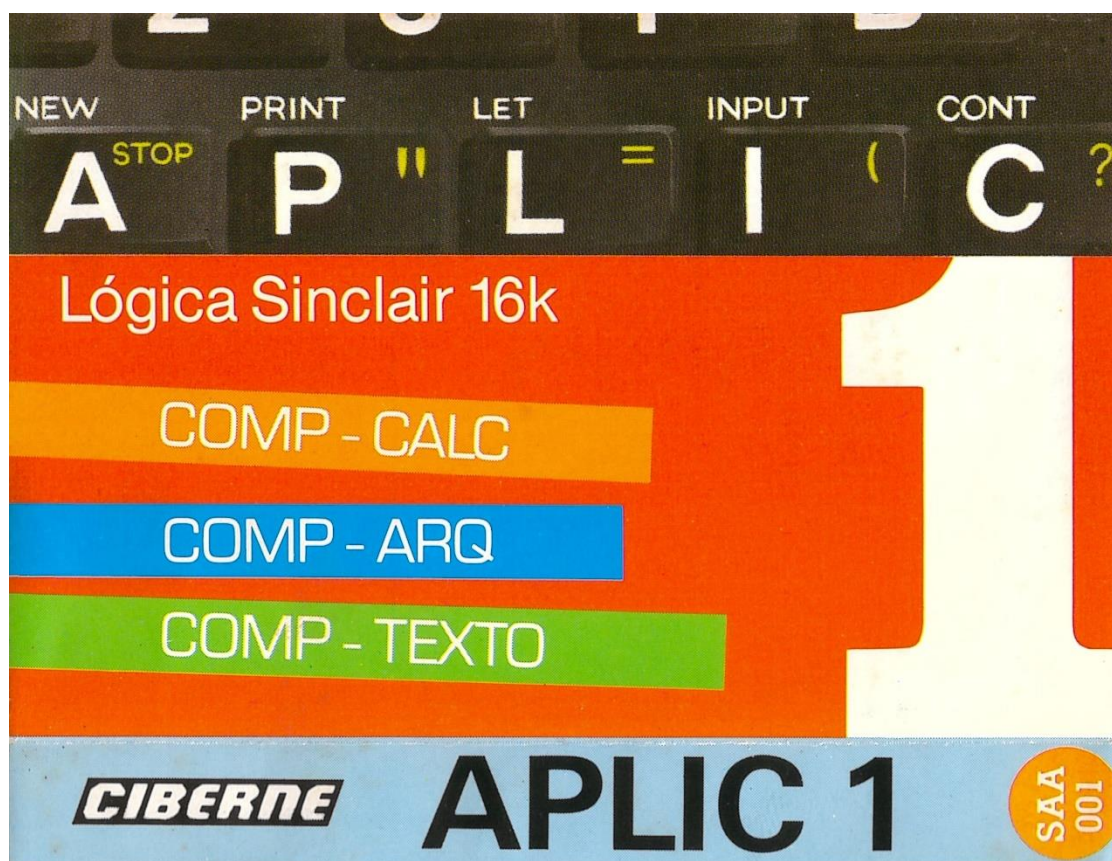 NEW PRINT LET INPUT CONT
A STOP P " L = I ( C ?
Lógica Sinclair 16k
1
COMP - CALC
COMP - ARQ
COMP - TEXTO
CIBERNE APLIC 1 SAA 001